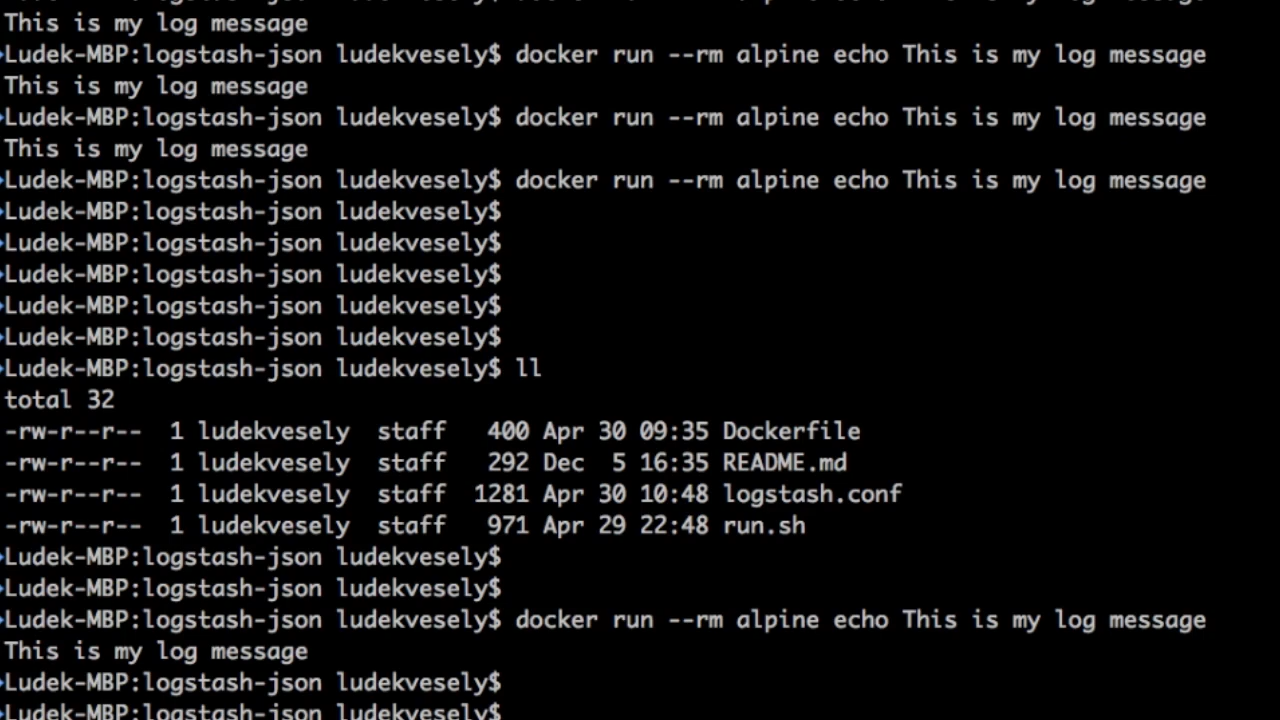 This is my log message
Ludek-MBP:logstash-json ludekvesely$ docker run --rm alpine echo This is my log message
This is my log message
Ludek-MBP:logstash-json ludekvesely$ docker run --rm alpine echo This is my log message
This is my log message
Ludek-MBP:logstash-json ludekvesely$ docker run --rm alpine echo This is my log message
Ludek-MBP:logstash-json ludekvesely$
Ludek-MBP:logstash-json ludekvesely$
Ludek-MBP:logstash-json ludekvesely$
Ludek-MBP:logstash-json ludekvesely$
Ludek-MBP:logstash-json ludekvesely$
Ludek-MBP:logstash-json ludekvesely$ ll
total 32
-rw-r--r--  1 ludekvesely  staff   400 Apr 30 09:35 Dockerfile
-rw-r--r--  1 ludekvesely  staff   292 Dec  5 16:35 README.md
-rw-r--r--  1 ludekvesely  staff  1281 Apr 30 10:48 logstash.conf
-rw-r--r--  1 ludekvesely  staff   971 Apr 29 22:48 run.sh
Ludek-MBP:logstash-json ludekvesely$
Ludek-MBP:logstash-json ludekvesely$
Ludek-MBP:logstash-json ludekvesely$ docker run --rm alpine echo This is my log message
This is my log message
Ludek-MBP:logstash-json ludekvesely$
Ludek-MBP:logstash-json ludekvesely$